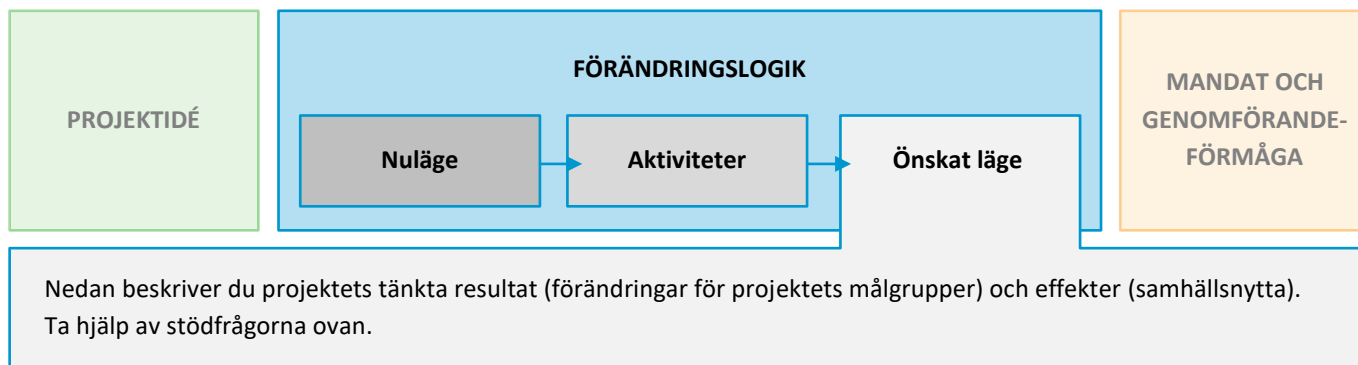 PROJEKTIDÉ
FÖRÄNDRINGSLOGIK
Nuläge
Aktiviteter
Önskat läge
MANDAT OCH
GENOMFÖRANDE-
FÖRMÅGA
Nedan beskriver du projektets tänkta resultat (förändringar för projektets målgrupper) och effekter (samhällsnytta).
Ta hjälp av stödfrågorna ovan.